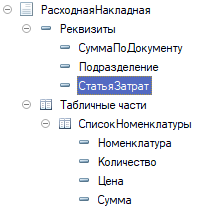 РасходнаяНакладная
Реквизиты
СуммаПоДокументу
Подразделение
СтатьяЗатрат
Табличные части
СписокНоменклатуры
Номенклатура
Количество
Цена
Сумма